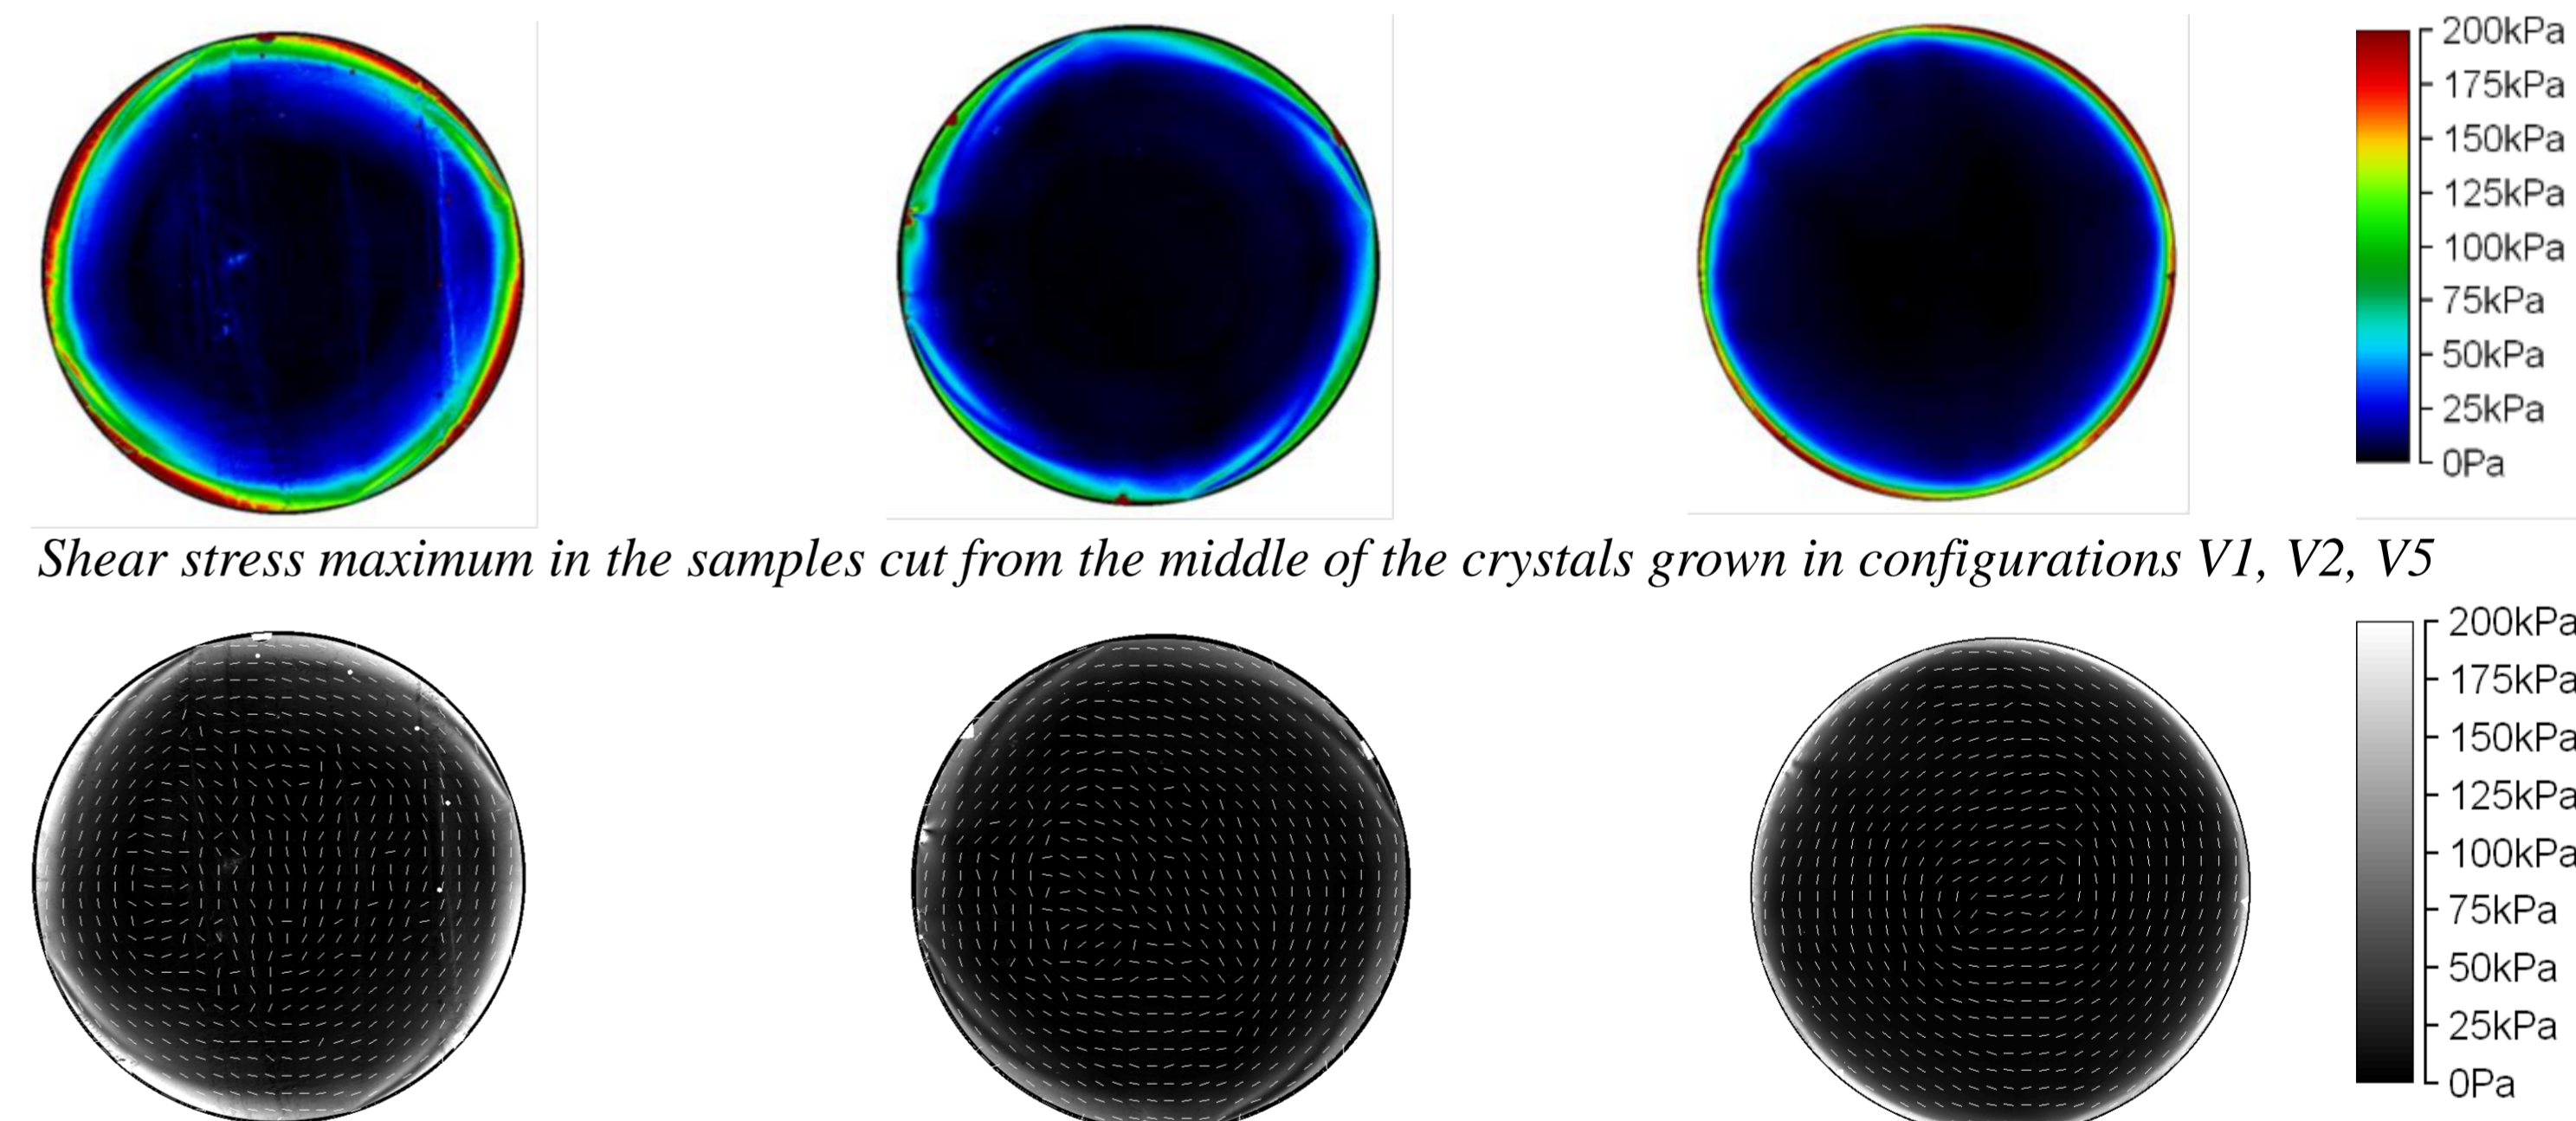 200kPa
175kPa
150kPa
125kPa
100kPa
75kPa
50kPa
25kPa
0Pa
Shear stress maximum in the samples cut from the middle of the crystals grown in configurations V1, V2, V5
200kPa
175kPa
150kPa
125kPa
100kPa
75kPa
50kPa
25kPa
0Pa